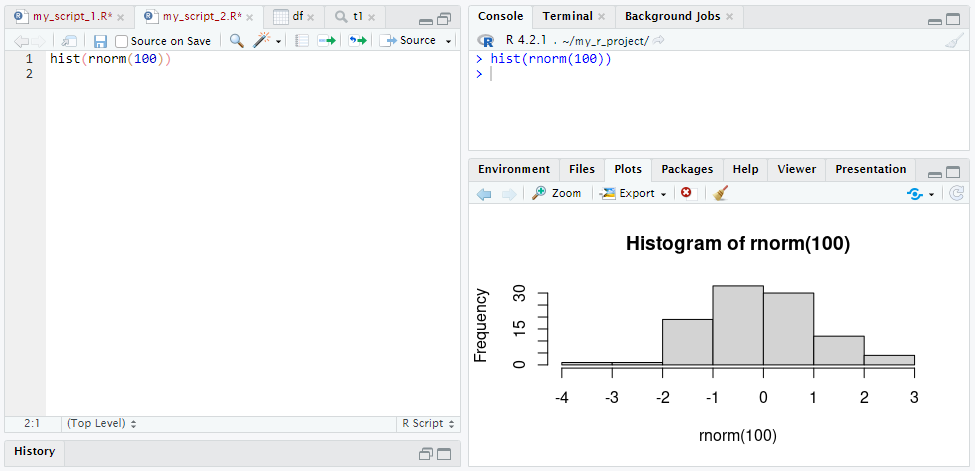 my_script_1.R* my_script_2.R* df t1
Source on Save Source
1 hist(rnorm(100))
2
2:1 (Top Level) R Script
History
Console Terminal Background Jobs
R 4.2.1 . ~/my_r_project/
> hist(rnorm(100))
>
Environment Files Plots Packages Help Viewer Presentation
Zoom Export
Histogram of rnorm(100)
Frequency
30
15
0
-4 -3 -2 -1 0 1 2 3
rnorm(100)